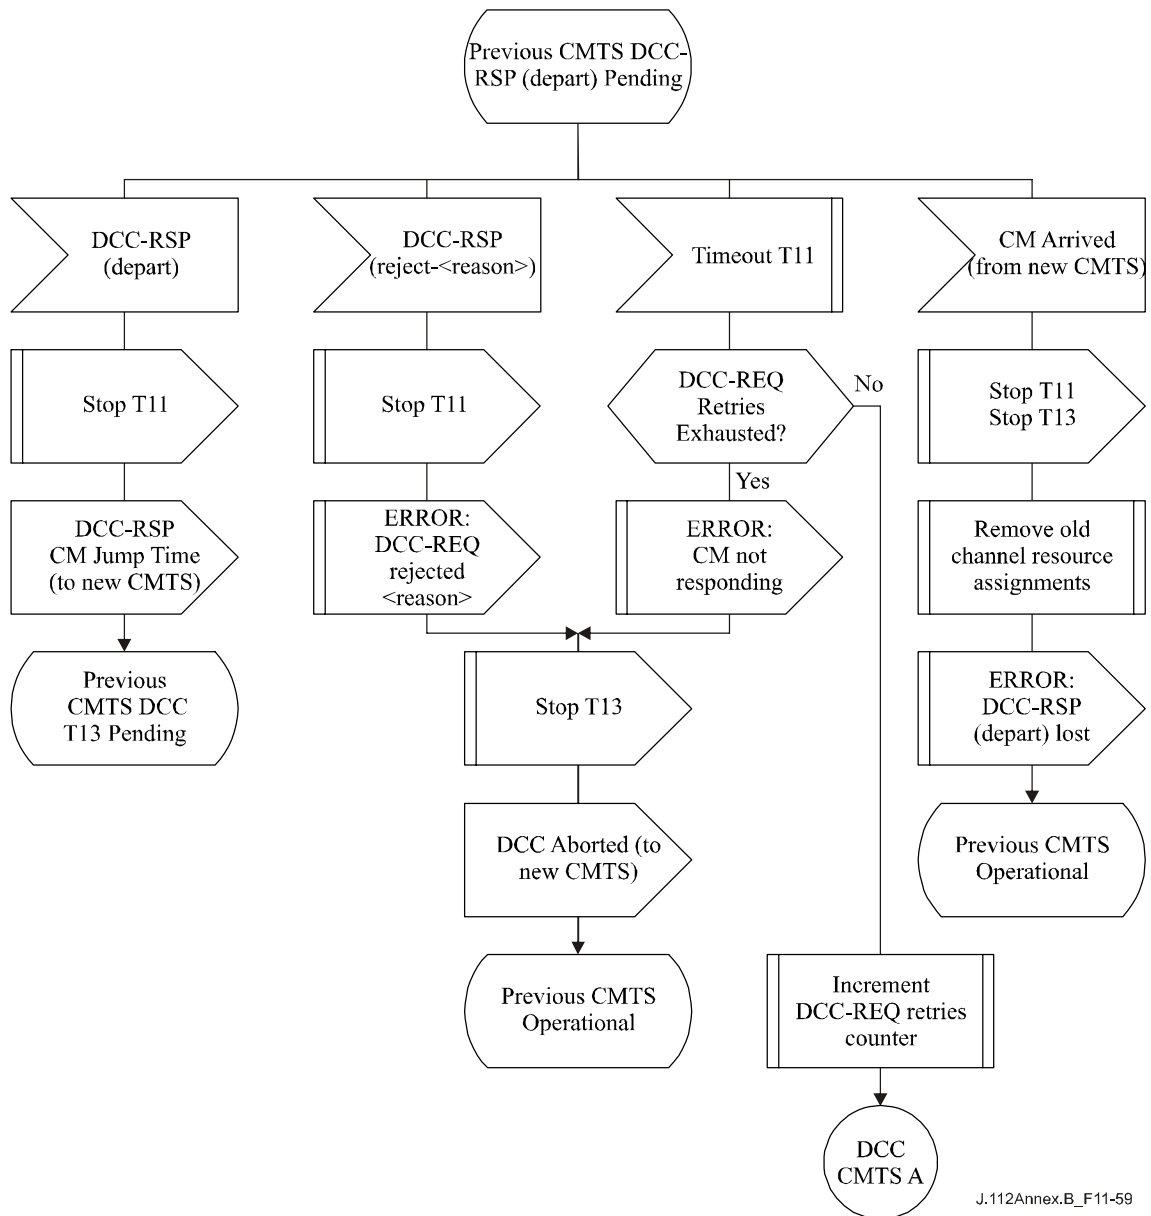 Previous CMTS DCC-
RSP (depart) Pending
DCC-RSP
(depart)
DCC-RSP
(reject-<reason>)
Timeout T11
CM Arrived
(from new CMTS)
Stop T11
Stop T11
DCC-REQ
Retries
Exhausted?
No
Stop T11
Stop T13
Yes
DCC-RSP
CM Jump Time
(to new CMTS)
ERROR:
DCC-REQ
rejected
<reason>
ERROR:
CM not
responding
Remove old
channel resource
assignments
Previous
CMTS DCC
T13 Pending
Stop T13
ERROR:
DCC-RSP
(depart) lost
DCC Aborted (to
new CMTS)
Previous CMTS
Operational
Previous CMTS
Operational
Increment
DCC-REQ retries
counter
DCC
CMTS A
J.112Annex.B_F11-59